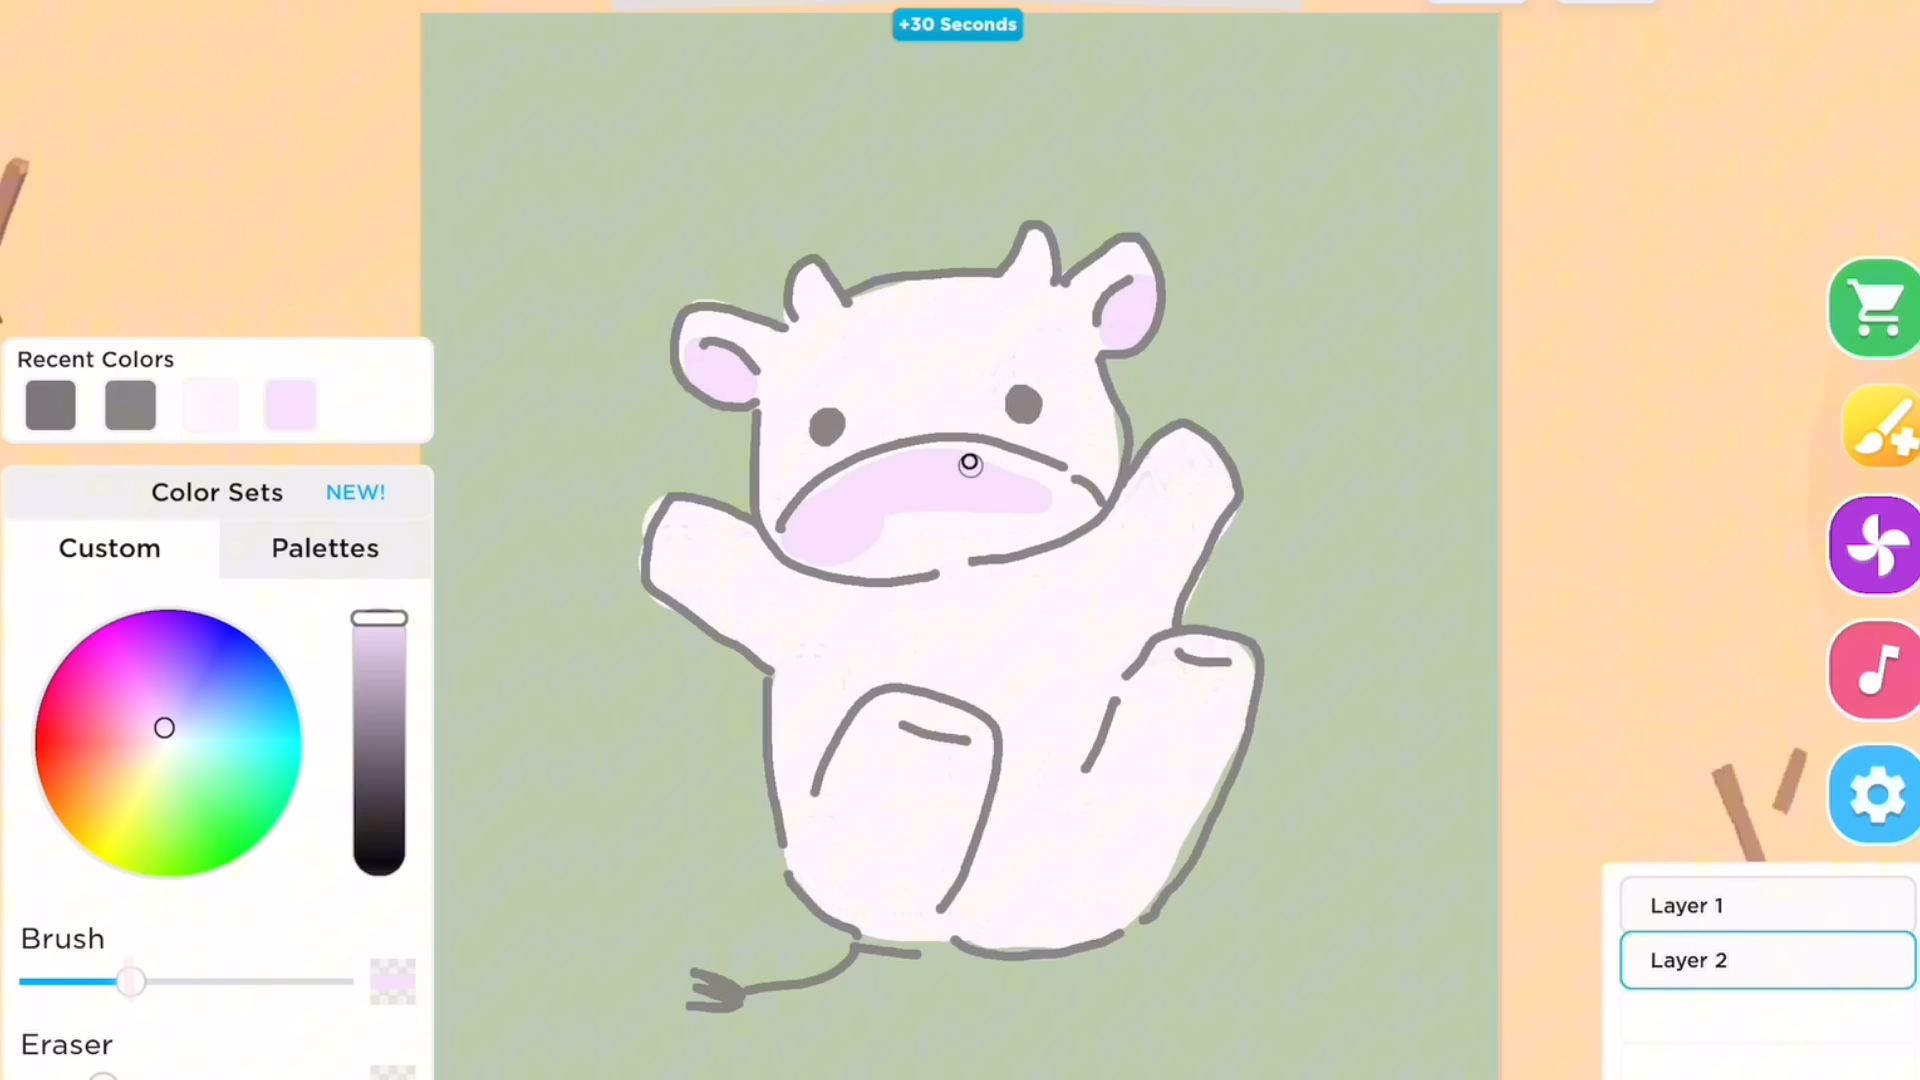 +30 Seconds
Recent Colors
Color Sets NEW!
Custom Palettes
Brush
Eraser
Layer 1
Layer 2